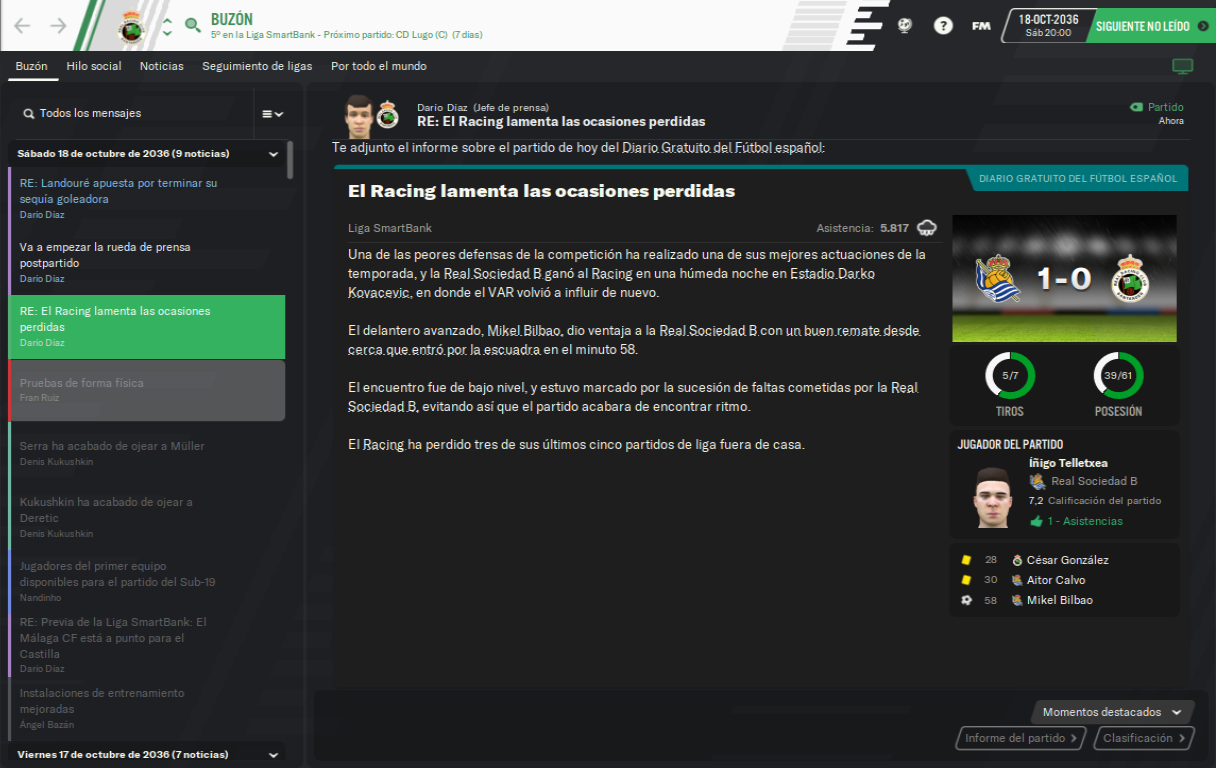 BUZÓN
5º en la Liga SmartBank - Próximo partido: CD Lugo (C) (7 días)
?
FM
18-OCT-2036
Sáb 20:00
SIGUIENTE NO LEÍDO
Buzón
Hilo social
Noticias
Seguimiento de ligas
Por todo el mundo
Todos los mensajes
Sábado 18 de octubre de 2036 (9 noticias)
RE: Landouré apuesta por terminar su
sequía goleadora
Darío Díaz
Va a empezar la rueda de prensa
postpartido
Darío Díaz
RE: El Racing lamenta las ocasiones
perdidas
Darío Díaz
Pruebas de forma física
Fran Ruiz
Serra ha acabado de ojear a Müller
Denis Kukushkin
Kukushkin ha acabado de ojear a
Deretic
Denis Kukushkin
Jugadores del primer equipo
disponibles para el partido del Sub-19
Nandinho
RE: Previa de la Liga SmartBank: El
Málaga CF está a punto para el
Castilla
Darío Díaz
Instalaciones de entrenamiento
mejoradas
Ángel Bazán
Viernes 17 de octubre de 2036 (7 noticias)
Darío Díaz (Jefe de prensa)
RE: El Racing lamenta las ocasiones perdidas
Partido
Ahora
Te adjunto el informe sobre el partido de hoy del Diario Gratuito del Fútbol español:
DIARIO GRATUITO DEL FÚTBOL ESPAÑOL
El Racing lamenta las ocasiones perdidas
Liga SmartBank
Asistencia: 5.817
Una de las peores defensas de la competición ha realizado una de sus mejores actuaciones de la
temporada, y la Real Sociedad B ganó al Racing en una húmeda noche en Estadio Darko
Kovacevic, en donde el VAR volvió a influir de nuevo.
El delantero avanzado, Mikel Bilbao, dio ventaja a la Real Sociedad B con un buen remate desde
cerca que entró por la escuadra en el minuto 58.
El encuentro fue de bajo nivel, y estuvo marcado por la sucesión de faltas cometidas por la Real
Sociedad B, evitando así que el partido acabara de encontrar ritmo.
El Racing ha perdido tres de sus últimos cinco partidos de liga fuera de casa.
1-0
5/7
39/61
TIROS
POSESIÓN
JUGADOR DEL PARTIDO
Íñigo Telletxea
Real Sociedad B
7,2 Calificación del partido
1 - Asistencias
28 César González
30 Aitor Calvo
58 Mikel Bilbao
Momentos destacados
Informe del partido
Clasificación